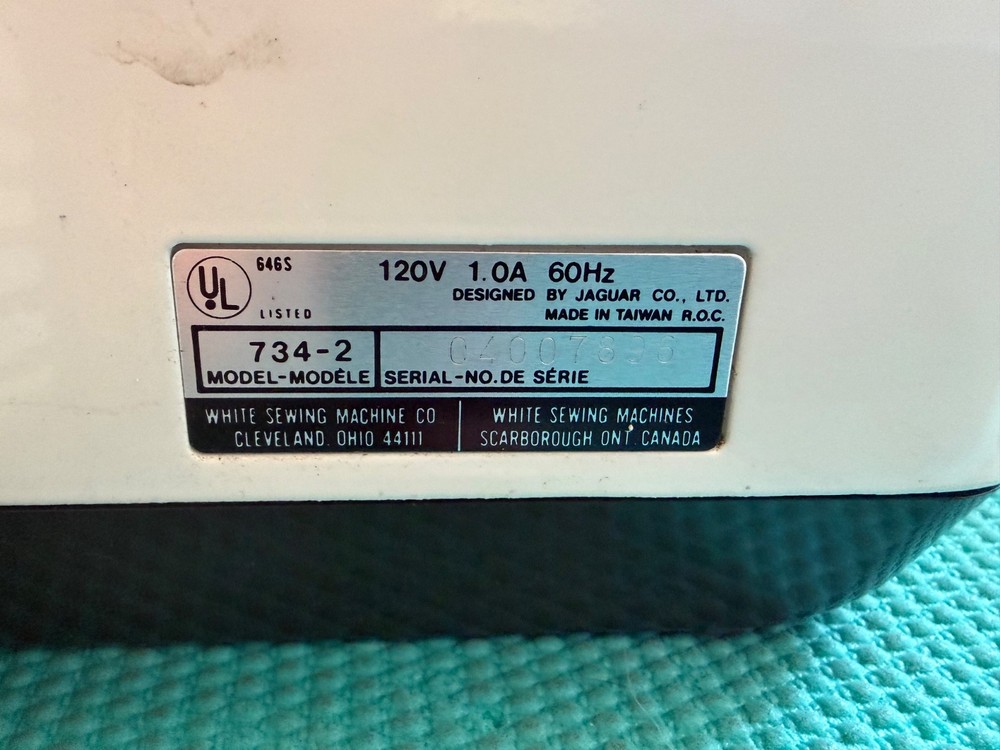 UL
646S
LISTED
120V 1.0A 60Hz
DESIGNED BY JAGUAR CO., LTD.
MADE IN TAIWAN R.O.C.
734-2
MODEL-MODÈLE
SERIAL-NO.DE SÉRIE
WHITE SEWING MACHINE CO
CLEVELAND. OHIO 44111
WHITE SEWING MACHINES
SCARBOROUGH ONT. CANADA